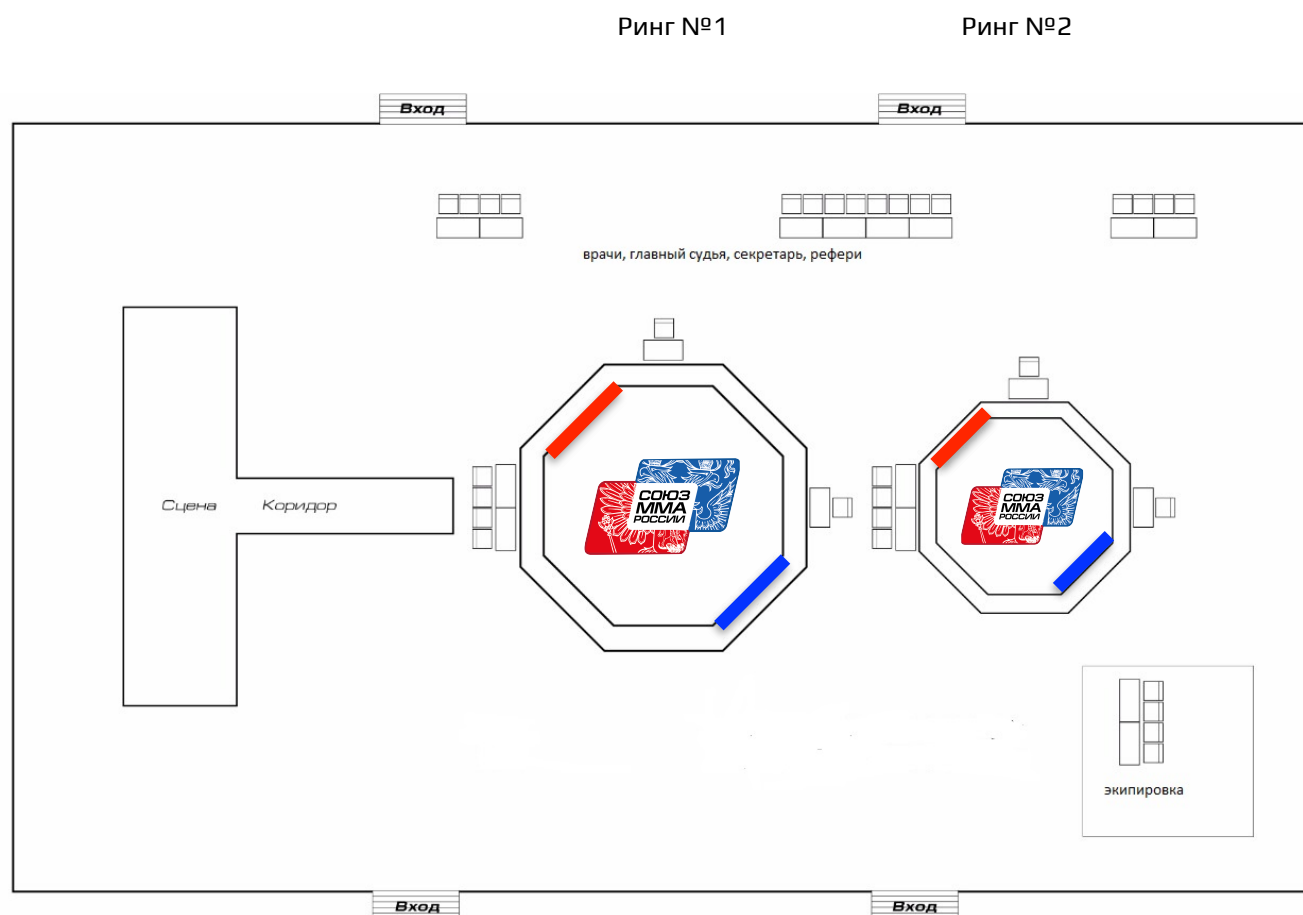 Ринг №1
Ринг №2
Вход
Вход
врачи, главный судья, секретарь, рефери
Сцена
Коридор
СОЮЗ
ММА
РОССИИ
СОЮЗ
ММА
РОССИИ
экипировка
Вход
Вход